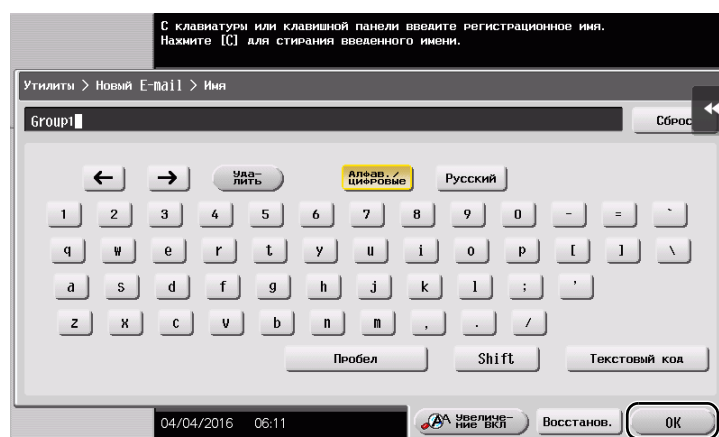 С клавиатуры или клавишной панели введите регистрационное имя.
Нажмите [C] для стирания введенного имени.
Утилиты > Новый E-mail > Имя
Group1
Сброс
← → Уда-
лить
Алфав./
цифровые
Русский
1 2 3 4 5 6 7 8 9 0 - = `
q w e r t y u i o p [ ] \
a s d f g h j k l ; '
z x c v b n m , . /
Пробел Shift Текстовый код
04/04/2016 06:11
Увеличе-
ние ВКЛ
Восстанов. OK